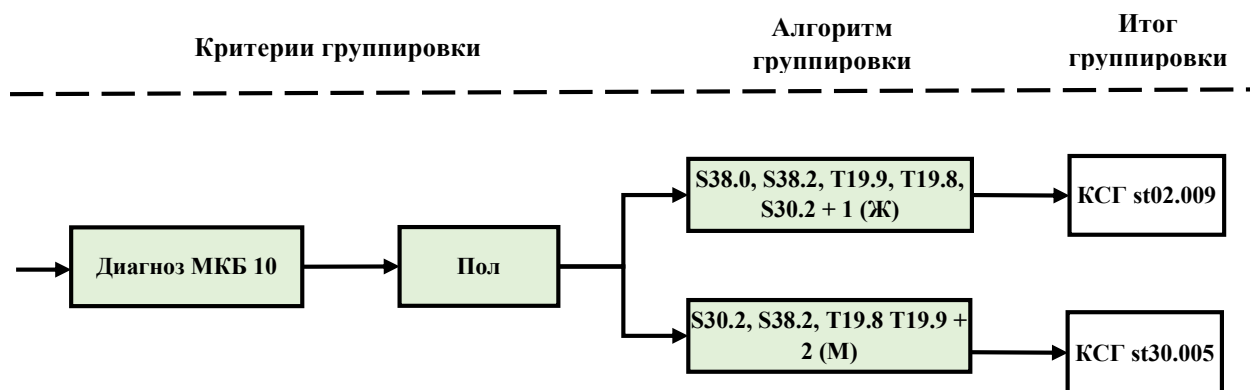 Критерии группировки
Алгоритм
группировки
Итог
группировки
S38.0, S38.2, T19.9, T19.8,
S30.2 + 1 (Ж)
КСГ st02.009
Диагноз МКБ 10
Пол
S30.2, S38.2, T19.8 T19.9 +
2 (М)
КСГ st30.005